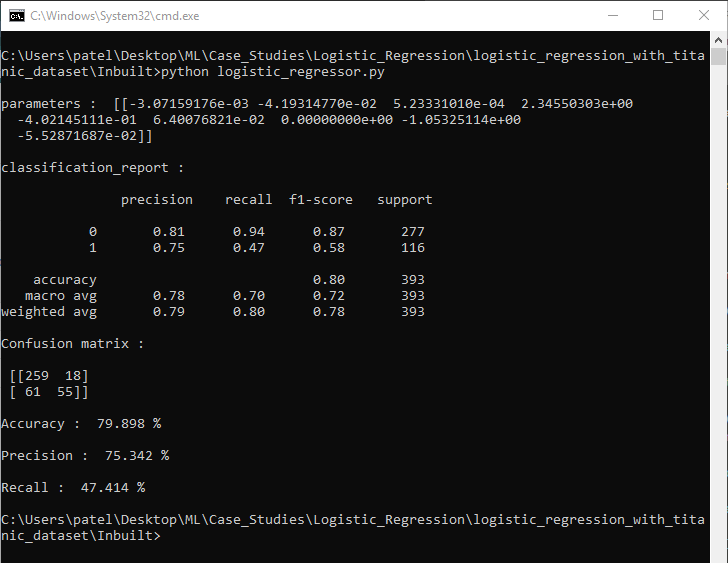 C:\Windows\System32\cmd.exe
C:\Users\patel\Desktop\ML\Case_Studies\Logistic_Regression\logistic_regression_with_tita
nic_dataset\Inbuilt>python logistic_regressor.py
parameters :  [[-3.07159176e-03 -4.19314770e-02  5.23331010e-04  2.34550303e+00
  -4.02145111e-01  6.40076821e-02  0.00000000e+00 -1.05325114e+00
  -5.52871687e-02]]
classification_report :
               precision    recall  f1-score   support
           0       0.81      0.94      0.87       277
           1       0.75      0.47      0.58       116
    accuracy                           0.80       393
   macro avg       0.78      0.70      0.72       393
weighted avg       0.79      0.80      0.78       393
Confusion matrix :
 [[259  18]
 [ 61  55]]
Accuracy :  79.898 %
Precision :  75.342 %
Recall :  47.414 %
C:\Users\patel\Desktop\ML\Case_Studies\Logistic_Regression\logistic_regression_with_tita
nic_dataset\Inbuilt>